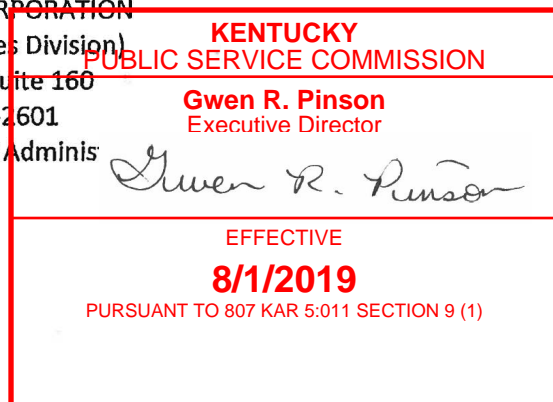 RPORATION
es Division)
uite 160
2601
Adminis
KENTUCKY
PUBLIC SERVICE COMMISSION
Gwen R. Pinson
Executive Director
Gwen R. Pinson
EFFECTIVE
8/1/2019
PURSUANT TO 807 KAR 5:011 SECTION 9 (1)